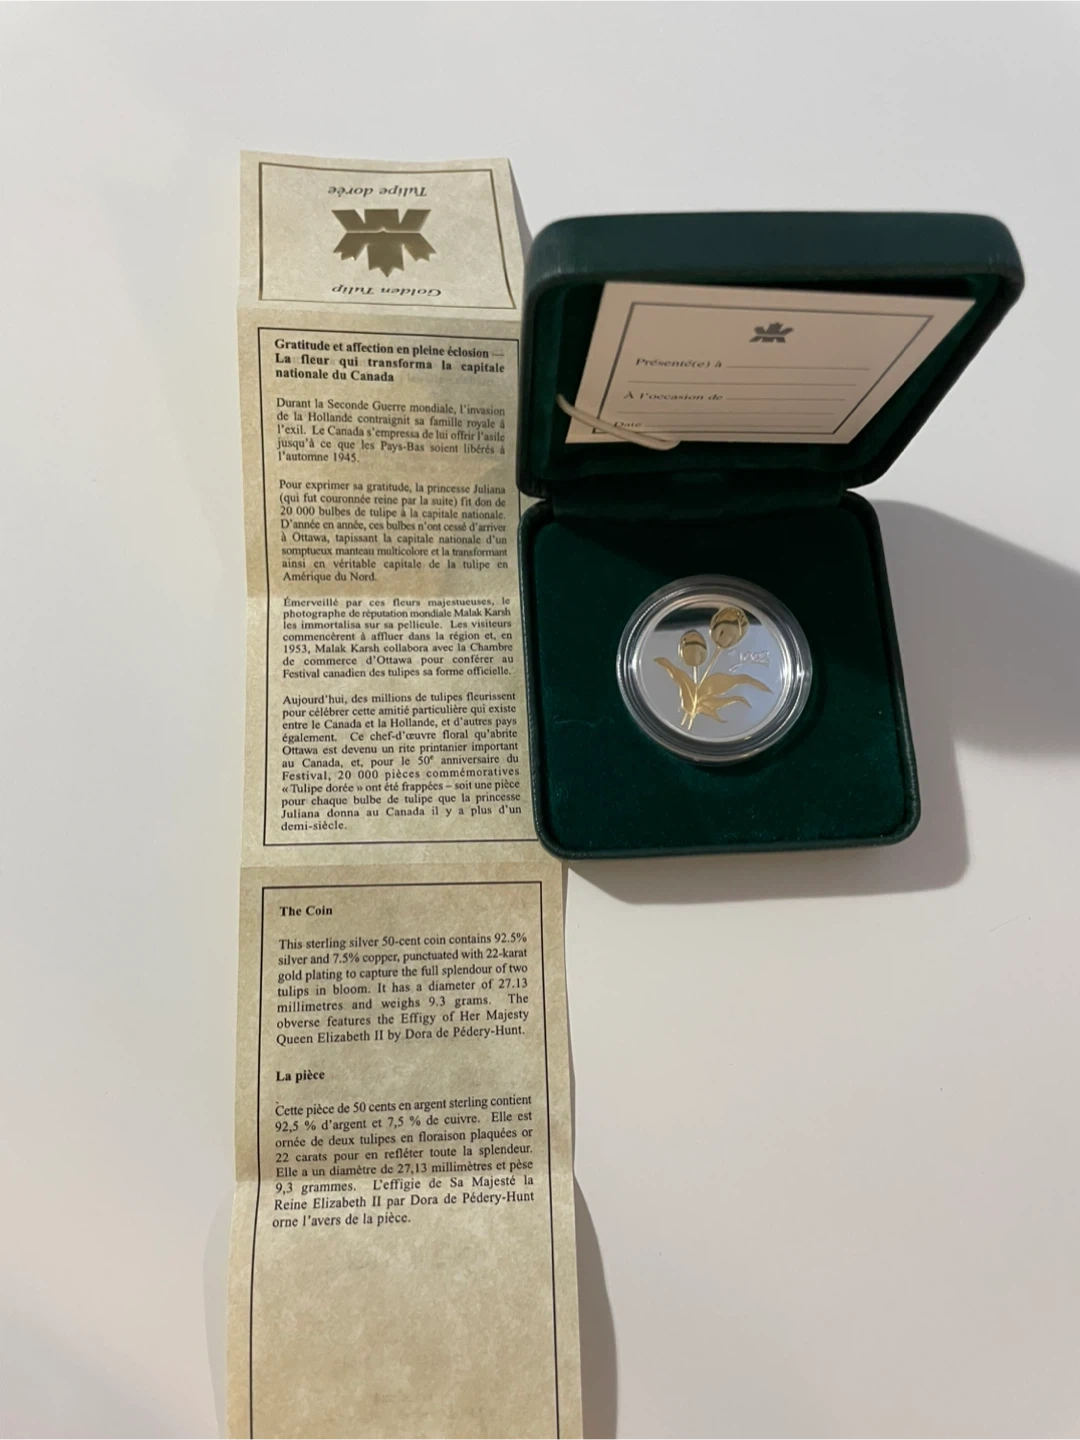 Tulipe dorée
Golden Tulip
Gratitude et affection en pleine éclosion —
La fleur qui transforma la capitale
nationale du Canada
Durant la Seconde Guerre mondiale, l'invasion
de la Hollande contraignit sa famille royale à
l'exil. Le Canada s'empressa de lui offrir l'asile
jusqu'à ce que les Pays-Bas soient libérés à
l'automne 1945.
Pour exprimer sa gratitude, la princesse Juliana
(qui fut couronnée reine par la suite) fit don de
20 000 bulbes de tulipe à la capitale nationale.
D'année en année, ces bulbes n'ont cessé d'arriver
à Ottawa, tapissant la capitale nationale d'un
somptueux manteau multicolore et la transformant
ainsi en véritable capitale de la tulipe en
Amérique du Nord.
Émerveillé par ces fleurs majestueuses, le
photographe de réputation mondiale Malak Karsh
les immortalisa sur sa pellicule. Les visiteurs
commencèrent à affluer dans la région et, en
1953, Malak Karsh collabora avec la Chambre
de commerce d'Ottawa pour conférer au
Festival canadien des tulipes sa forme officielle.
Aujourd'hui, des millions de tulipes fleurissent
pour célébrer cette amitié particulière qui existe
entre le Canada et la Hollande, et d'autres pays
également. Ce chef-d'œuvre floral qu'abrite
Ottawa est devenu un rite printanier important
au Canada, et, pour le 50e anniversaire du
Festival, 20 000 pièces commémoratives
« Tulipe dorée » ont été frappées – soit une pièce
pour chaque bulbe de tulipe que la princesse
Juliana donna au Canada il y a plus d'un
demi-siècle.
The Coin
This sterling silver 50-cent coin contains 92.5%
silver and 7.5% copper, punctuated with 22-karat
gold plating to capture the full splendour of two
tulips in bloom. It has a diameter of 27.13
millimetres and weighs 9.3 grams. The
obverse features the Effigy of Her Majesty
Queen Elizabeth II by Dora de Pédery-Hunt.
La pièce
Cette pièce de 50 cents en argent sterling contient
92,5 % d'argent et 7,5 % de cuivre. Elle est
ornée de deux tulipes en floraison plaquées or
22 carats pour en refléter toute la splendeur.
Elle a un diamètre de 27,13 millimètres et pèse
9,3 grammes. L'effigie de Sa Majesté la
Reine Elizabeth II par Dora de Pédery-Hunt
orne l'avers de la pièce.
Présenté(e) à
À l'occasion de
Date